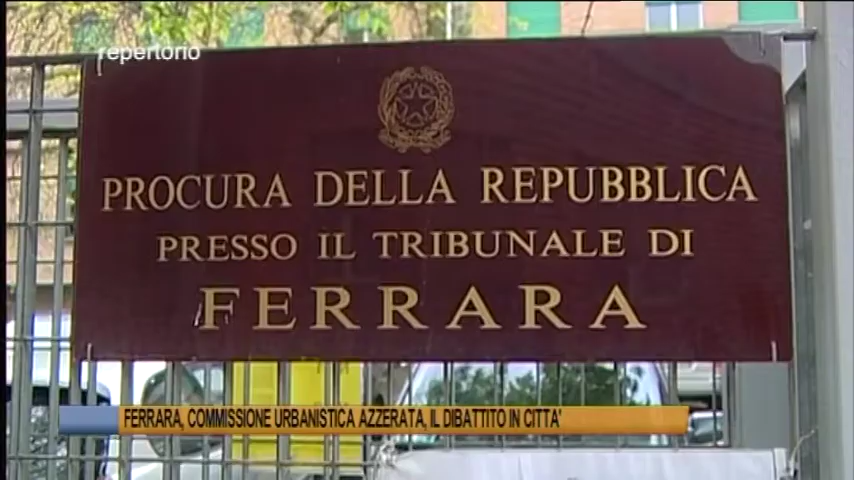 repertorio
PROCURA DELLA REPUBBLICA
PRESSO IL TRIBUNALE DI
FERRARA
FERRARA, COMMISSIONE URBANISTICA AZZERATA, IL DIBATTITO IN CITTA'